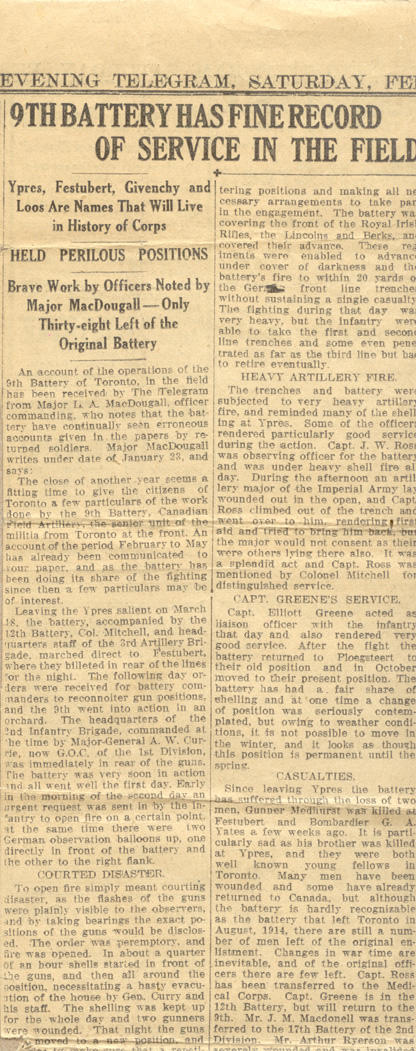 EVENING TELEGRAM, SATURDAY, FE
9TH BATTERY HAS FINE RECORD
OF SERVICE IN THE FIELD
Ypres, Festubert, Givenchy and
Loos Are Names That Will Live
in History of Corps
HELD PERILOUS POSITIONS
Brave Work by Officers Noted by
Major MacDougall—Only
Thirty-eight Left of the
Original Battery
An account of the operations of the
9th Battery of Toronto, in the field
has been received by The Telegram
from Major L. A. MacDougall, officer
commanding, who notes that the bat-
tery have continually seen erroneous
accounts given in the papers by re-
turned soldiers. Major MacDougall
writes under date of January 23, and
says:
The close of another year seems a
fitting time to give the citizens of
Toronto a few particulars of the work
done by the 9th Battery, Canadian
Field Artillery, the senior unit of the
militia from Toronto at the front. An
account of the period February to May
has already been communicated to
your paper, and as the battery has
been doing its share of the fighting
since then a few particulars may be
of interest.
Leaving the Ypres salient on March
18, the battery, accompanied by the
12th Battery, Col. Mitchell, and head-
quarters staff of the 3rd Artillery Bri-
gade, marched direct to Festubert,
where they billeted in rear of the lines
for the night. The following day or-
ders were received for battery com-
manders to reconnoiter gun positions,
and the 9th went into action in an
orchard. The headquarters of the
2nd Infantry Brigade, commanded at
the time by Major-General A. W. Cur-
rie, now G.O.C. of the 1st Division,
was immediately in rear of the guns.
The battery was very soon in action
and all went well the first day. Early
in the morning of the second day an
urgent request was sent in by the in-
fantry to open fire on a certain point.
at the same time there were two
German observation balloons up, one
directly in front of the battery and
the other to the right flank.
COURTED DISASTER.
To open fire simply meant courting
disaster, as the flashes of the guns
were plainly visible to the observers,
and by taking bearings the exact po-
sitions of the guns would be disclos-
ed. The order was peremptory, and
fire was opened. In about a quarter
of an hour shells started in front of
the guns, and then all around the
position, necessitating a hasty evacu-
ation of the house by Gen. Curry and
his staff. The shelling was kept up
for the whole day and two gunners
were wounded. That night the guns
moved to a new position, and
tering positions and making all ne
cessary arrangements to take par
in the engagement. The battery wa
covering the front of the Royal Iris
Rifles, the Lincolns and Berks, an
covered their advance. These reg
iments were enabled to advanc
under cover of darkness and th
battery's fire to within 20 yards o
the German front line trenche
without sustaining a single casualt
The fighting during that day wa
very heavy, but the infantry wer
able to take the first and secon
line trenches and some even pene
trated as far as the third line but ha
to retire eventually.
HEAVY ARTILLERY FIRE.
The trenches and battery were
subjected to very heavy artiller
fire, and reminded many of the shell
ing at Ypres. Some of the officers
rendered particularly good service
during the action. Capt. J. W. Ross
was observing officer for the battery
and was under heavy shell fire al
day. During the afternoon an artil
lery major of the Imperial Army lay
wounded out in the open, and Capt
Ross climbed out of the trench and
went over to him, rendering first
aid and tried to bring him back, but
the major would not consent as their
were others lying there also. It was
a splendid act and Capt. Ross was
mentioned by Colonel Mitchell for
distinguished service.
CAPT. GREENE'S SERVICE.
Capt. Elliott Greene acted as
liaison officer with the infantry
that day and also rendered very
good service. After the fight the
battery returned to Ploegsteert to
their old position and in October
moved to their present position. The
battery has had a fair share of
shelling and at one time a change
of position was seriously contem-
plated, but owing to weather condi-
tions, it is not possible to move in
the winter, and it looks as though
this position is permanent until the
spring.
CASUALTIES.
Since leaving Ypres the battery
has suffered through the loss of two
men, Gunner Medhurst was killed at
Festubert and Bombardier G. A.
Yates a few weeks ago. It is parti-
cularly sad as his brother was killed
at Ypres, and they were both
well known young fellows in
Toronto. Many men have been
wounded and some have already
returned to Canada, but although
the battery is hardly recognizable
as the battery that left Toronto in
August, 1914, there are still a num-
ber of men left of the original en-
listment. Changes in war time are
inevitable, and of the original offi-
cers there are few left. Capt. Ross
has been transferred to the Medi-
cal Corps. Capt. Greene is in the
12th Battery, but will return to the
9th. Mr. J. M. Macdonell was trans-
ferred to the 17th Battery of the 2nd
Division. Mr. Arthur Ryerson was